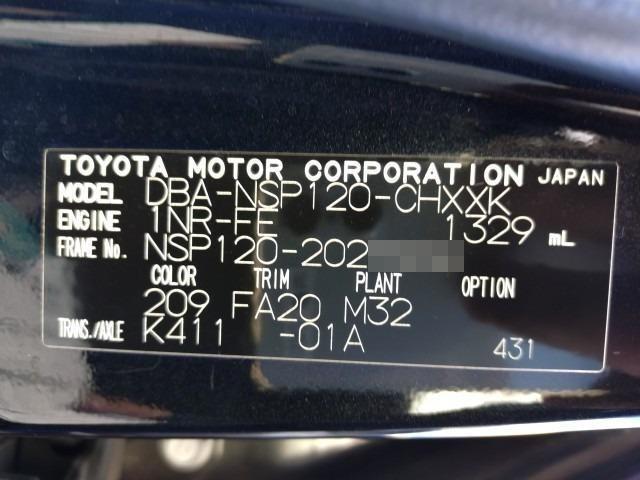 TOYOTA MOTOR CORPORATION JAPAN
MODEL DBA-NSP120-CHXXK
ENGINE 1NR-FE 1329 mL
FRAME No. NSP120-202
COLOR TRIM PLANT OPTION
209 FA20 M32
TRANS./AXLE K411 -01A 431